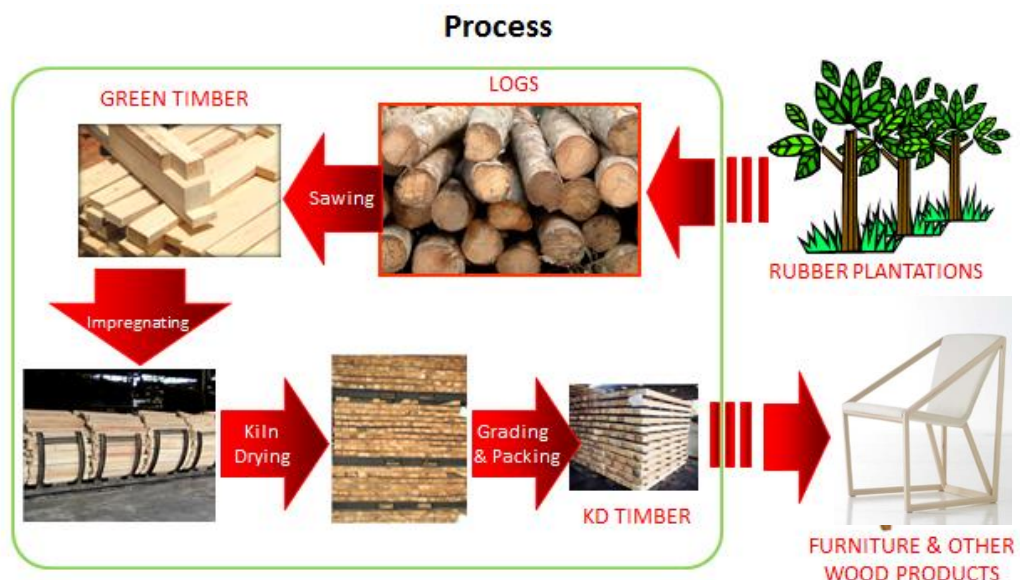 Process
RUBBER PLANTATIONS
LOGS
Sawing
GREEN TIMBER
Impregnating
Kiln
Drying
Grading
& Packing
KD TIMBER
FURNITURE & OTHER
WOOD PRODUCTS